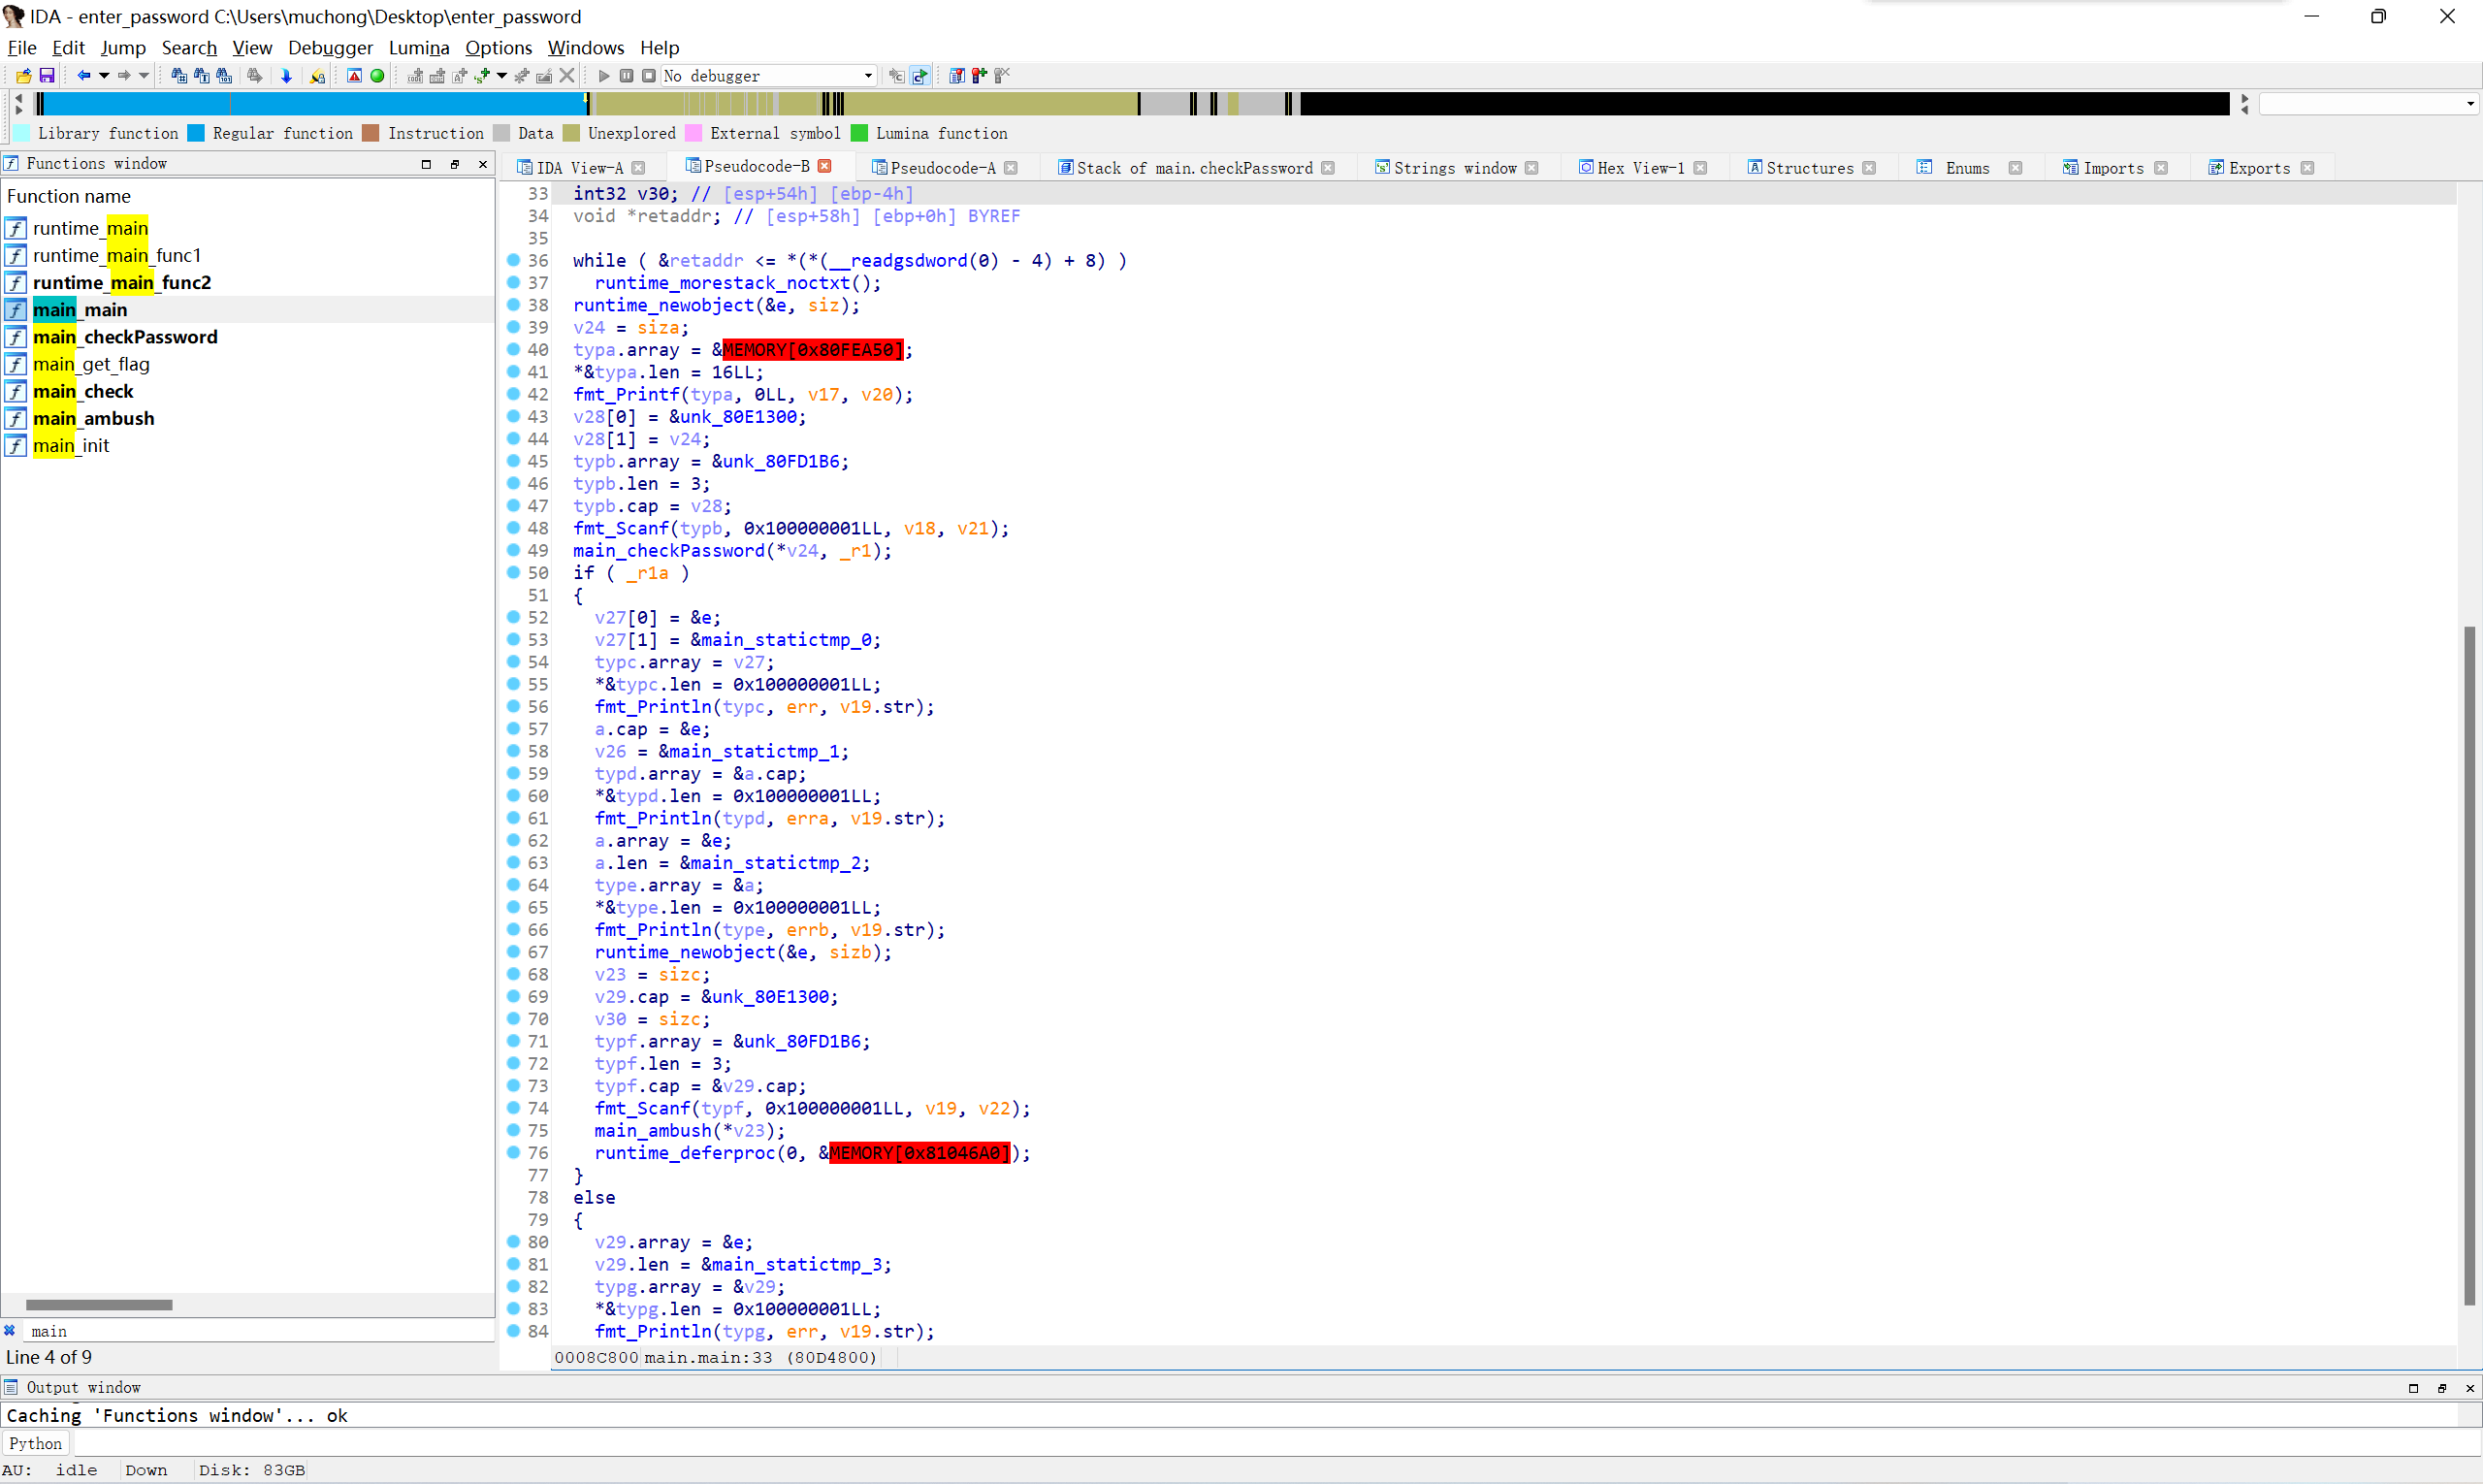 IDA - enter_password C:\Users\muchong\Desktop\enter_password
File Edit Jump Search View Debugger Lumina Options Windows Help
No debugger
Library function Regular function Instruction Data Unexplored External symbol Lumina function
Functions window
IDA View-A Pseudocode-B Pseudocode-A Stack of main.checkPassword Strings window Hex View-1 Structures Enums Imports Exports
Function name
runtime_main
runtime_main_func1
runtime_main_func2
main_main
main_checkPassword
main_get_flag
main_check
main_ambush
main_init
main
Line 4 of 9
33 int32 v30; // [esp+54h] [ebp-4h]
34 void *retaddr; // [esp+58h] [ebp+0h] BYREF
35
36 while ( &retaddr <= *(*(__readgsdword(0) - 4) + 8) )
37 runtime_morestack_noctxt();
38 runtime_newobject(&e, siz);
39 v24 = siza;
40 typa.array = &MEMORY[0x80FEA50];
41 *&typa.len = 16LL;
42 fmt_Printf(typa, 0LL, v17, v20);
43 v28[0] = &unk_80E1300;
44 v28[1] = v24;
45 typb.array = &unk_80FD1B6;
46 typb.len = 3;
47 typb.cap = v28;
48 fmt_Scanf(typb, 0x100000001LL, v18, v21);
49 main_checkPassword(*v24, _r1);
50 if ( _r1a )
51 {
52 v27[0] = &e;
53 v27[1] = &main_statictmp_0;
54 typc.array = v27;
55 *&typc.len = 0x100000001LL;
56 fmt_Println(typc, err, v19.str);
57 a.cap = &e;
58 v26 = &main_statictmp_1;
59 typd.array = &a.cap;
60 *&typd.len = 0x100000001LL;
61 fmt_Println(typd, erra, v19.str);
62 a.array = &e;
63 a.len = &main_statictmp_2;
64 type.array = &a;
65 *&type.len = 0x100000001LL;
66 fmt_Println(type, errb, v19.str);
67 runtime_newobject(&e, sizb);
68 v23 = sizc;
69 v29.cap = &unk_80E1300;
70 v30 = sizc;
71 typf.array = &unk_80FD1B6;
72 typf.len = 3;
73 typf.cap = &v29.cap;
74 fmt_Scanf(typf, 0x100000001LL, v19, v22);
75 main_ambush(*v23);
76 runtime_deferproc(0, &MEMORY[0x81046A0]);
77 }
78 else
79 {
80 v29.array = &e;
81 v29.len = &main_statictmp_3;
82 typg.array = &v29;
83 *&typg.len = 0x100000001LL;
84 fmt_Println(typg, err, v19.str);
0008C800 main.main:33 (80D4800)
Output window
Caching 'Functions window'... ok
Python
AU: idle Down Disk: 83GB